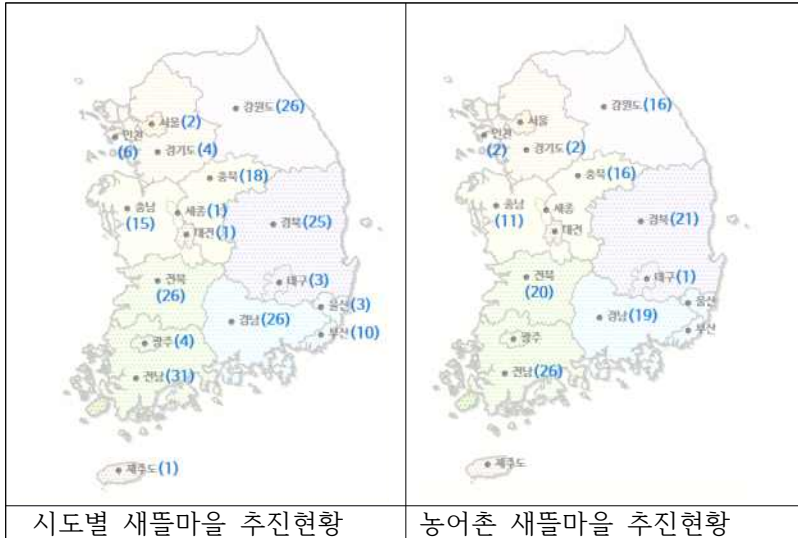 강원도(26)
서울(2)
인천
(6)
경기도(4)
충북(18)
충남
(15)
세종(1)
대전(1)
경북(25)
대구(3)
전북
(26)
울산(3)
경남(26)
부산(10)
광주(4)
전남(31)
제주도(1)
시도별 새뜰마을 추진현황
강원도(16)
서울
인천
(2)
경기도(2)
충북(16)
충남
(11)
세종
대전
경북(21)
대구(1)
전북
(20)
울산
경남(19)
부산
광주
전남(26)
제주도
농어촌 새뜰마을 추진현황